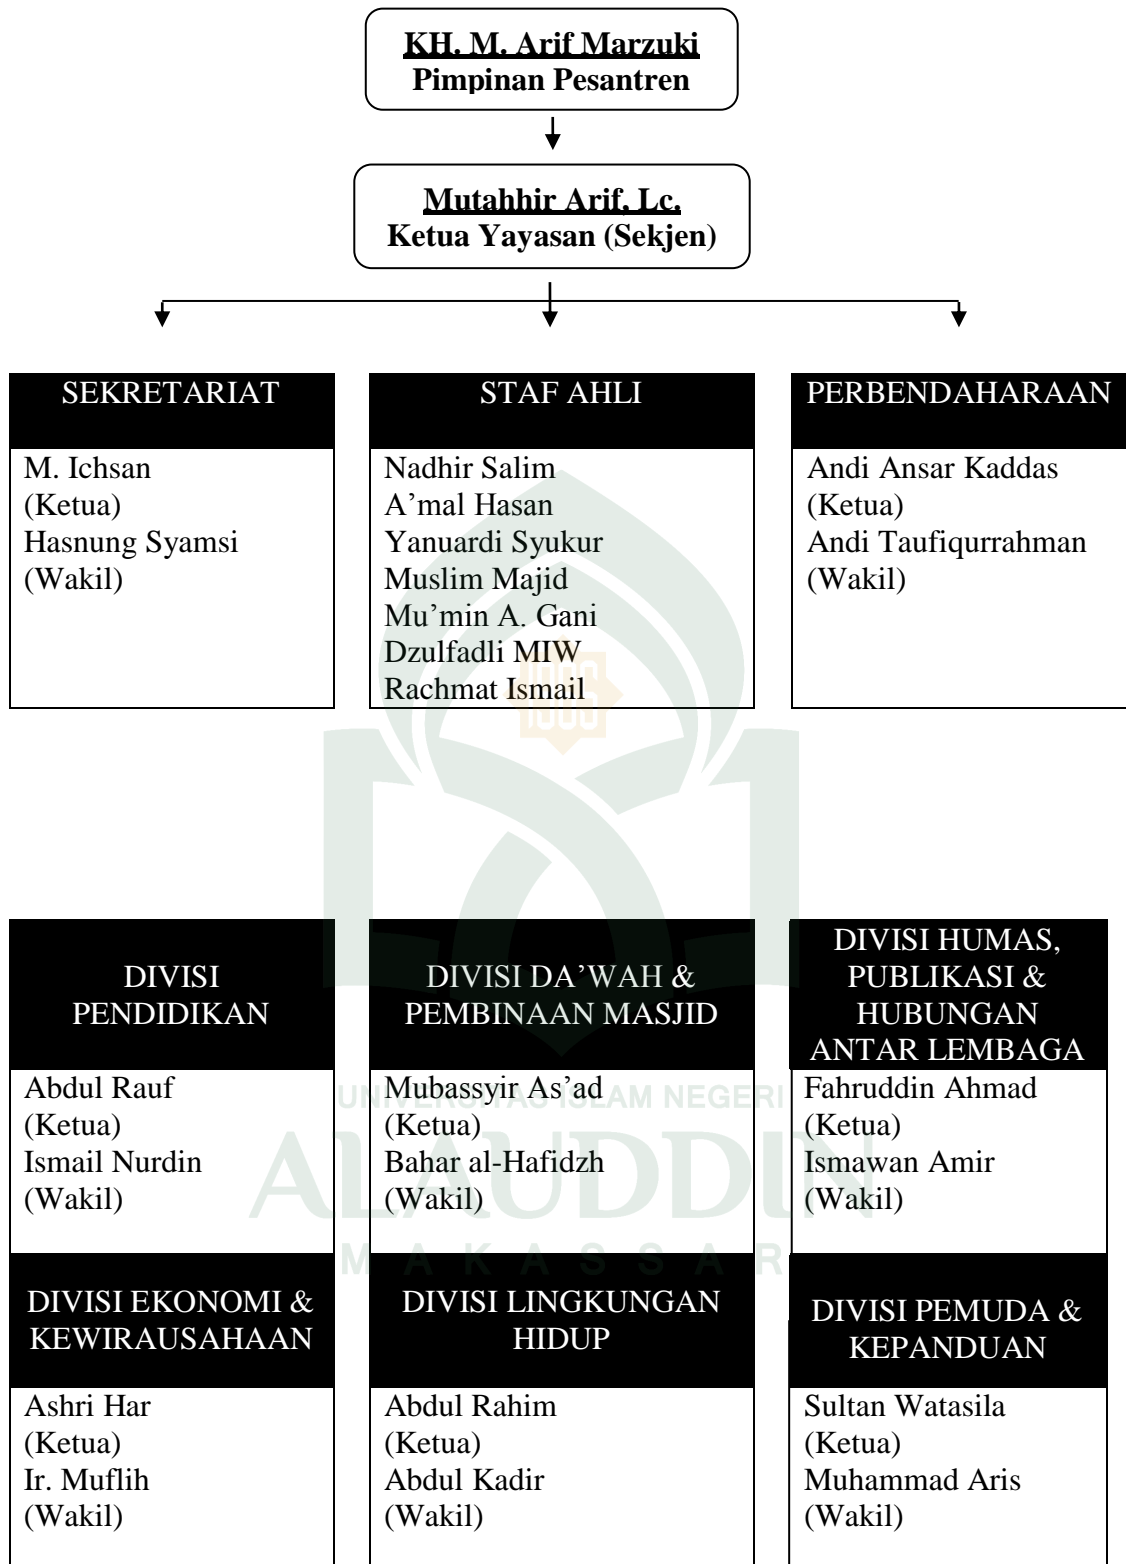 KH. M. Arif Marzuki
Pimpinan Pesantren
Mutahhir Arif, Lc.
Ketua Yayasan (Sekjen)
SEKRETARIAT
M. Ichsan
(Ketua)
Hasnung Syamsi
(Wakil)
STAF AHLI
Nadhir Salim
A’mal Hasan
Yanuardi Syukur
Muslim Majid
Mu’min A. Gani
Dzulfadli MIW
Rachmat Ismail
PERBENDAHARAAN
Andi Ansar Kaddas
(Ketua)
Andi Taufiqurrahman
(Wakil)
DIVISI
PENDIDIKAN
Abdul Rauf
(Ketua)
Ismail Nurdin
(Wakil)
DIVISI DA’WAH &
PEMBINAAN MASJID
Mubassyir As’ad
(Ketua)
Bahar al-Hafidzh
(Wakil)
DIVISI HUMAS,
PUBLIKASI &
HUBUNGAN
ANTAR LEMBAGA
Fahruddin Ahmad
(Ketua)
Ismawan Amir
(Wakil)
DIVISI EKONOMI &
KEWIRAUSAHAAN
Ashri Har
(Ketua)
Ir. Muflih
(Wakil)
DIVISI LINGKUNGAN
HIDUP
Abdul Rahim
(Ketua)
Abdul Kadir
(Wakil)
DIVISI PEMUDA &
KEPANDUAN
Sultan Watasila
(Ketua)
Muhammad Aris
(Wakil)
UNIVERSITAS ISLAM NEGERI
ALAUDDIN
MAKASSAR